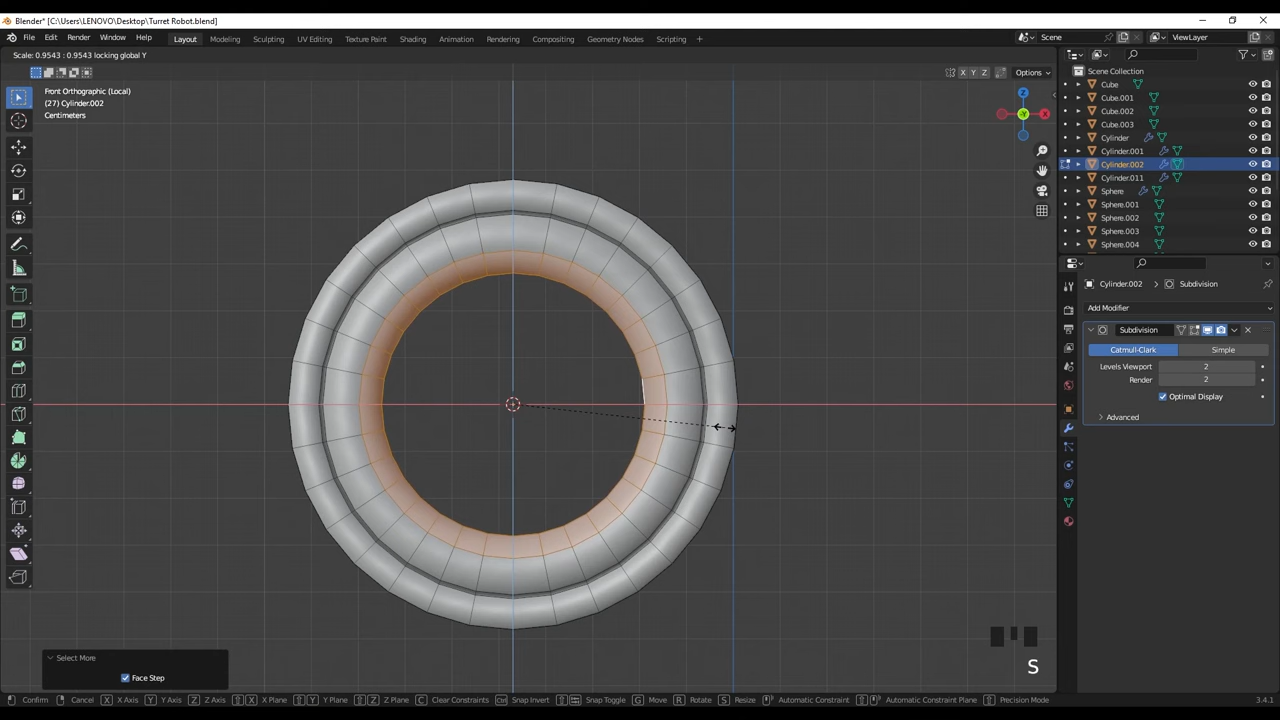 Blender* [C:\Users\LENOVO\Desktop\Turret Robot.blend]
File Edit Render Window Help Layout Modeling Sculpting UV Editing Texture Paint Shading Animation Rendering Compositing Geometry Nodes Scripting + Scene ViewLayer
Scale: 0.9543 : 0.9543 locking global Y
X Y Z Options
Front Orthographic (Local)
(27) Cylinder.002
Centimeters
Z
Y
X
Scene Collection
Cube
Cube.001
Cube.002
Cube.003
Cylinder
Cylinder.001
Cylinder.002
Cylinder.011
Sphere
Sphere.001
Sphere.002
Sphere.003
Sphere.004
Cylinder.002 > Subdivision
Add Modifier
Subdivision
Catmull-Clark Simple
Levels Viewport 2
Render 2
Optimal Display
Advanced
S
Select More
Face Step
Confirm Cancel X X Axis Y Y Axis Z Z Axis X X Plane Y Y Plane Z Z Plane C Clear Constraints Ctrl Snap Invert Snap Toggle G Move R Rotate S Resize Automatic Constraint Automatic Constraint Plane Precision Mode 3.4.1